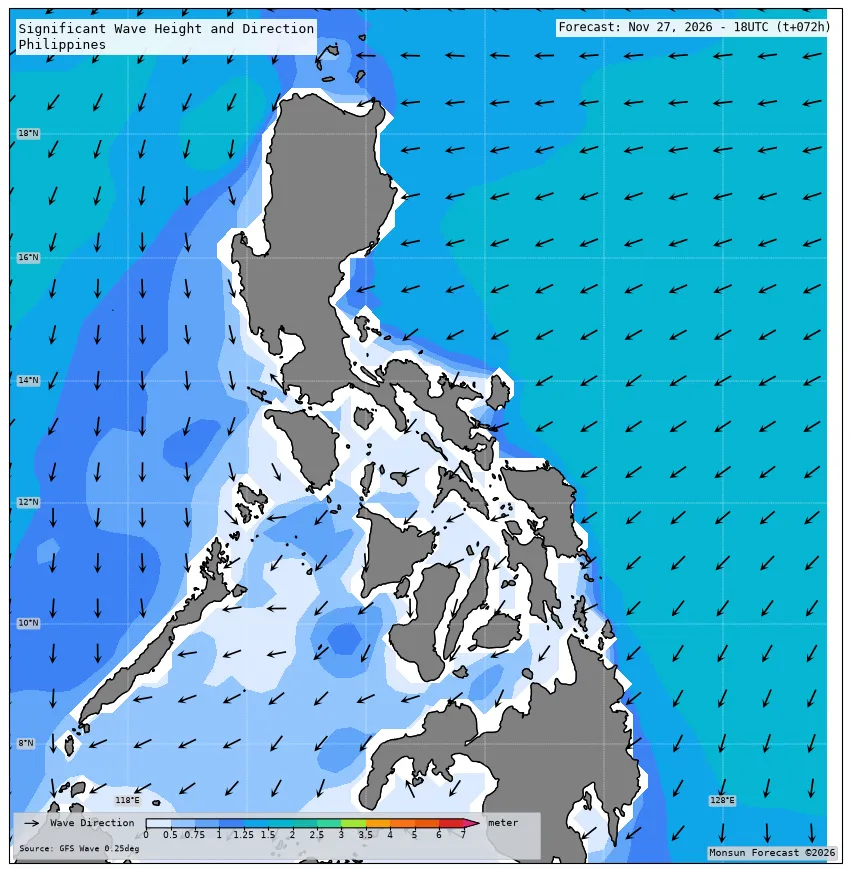 Significant Wave Height and Direction
Philippines
Forecast: Nov 27, 2026 - 18UTC (t+072h)
18°N
16°N
14°N
12°N
10°N
8°N
118°E
128°E
Wave Direction
0 0.5 0.75 1 1.25 1.5 2 2.5 3 3.5 4 5 6 7
meter
Source: GFS Wave 0.25deg
Monsun Forecast ©2026